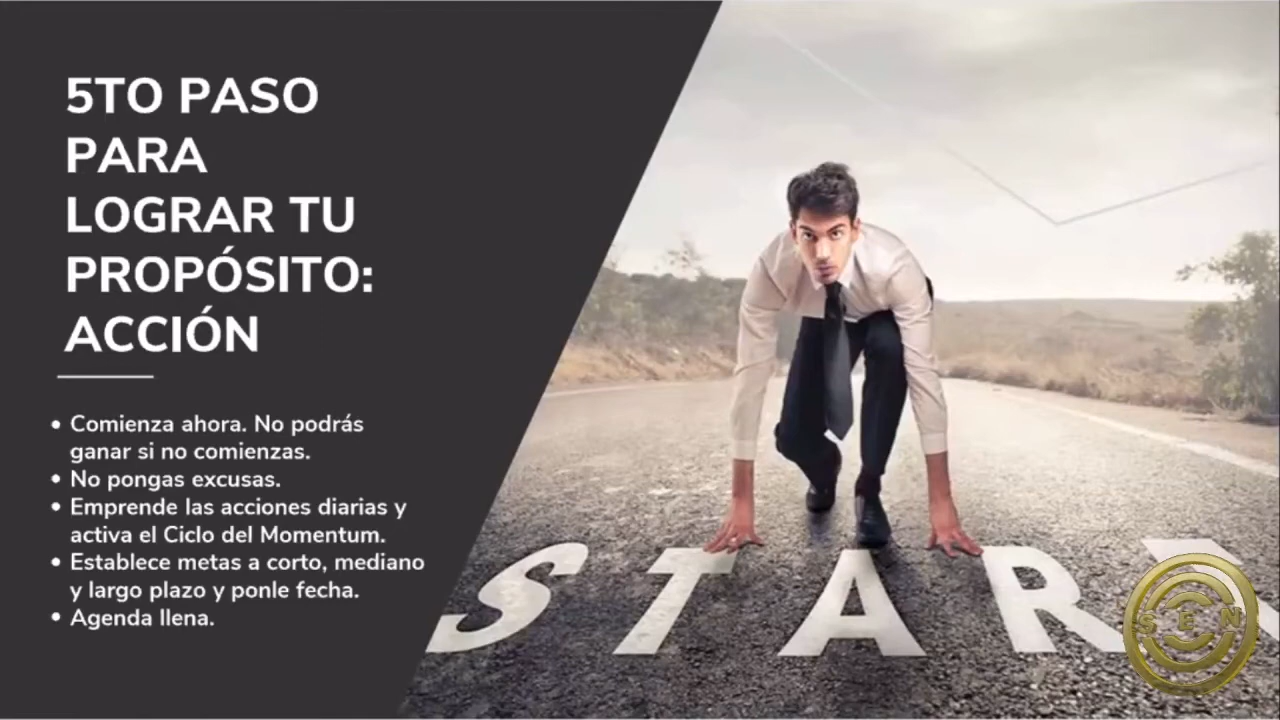 5TO PASO
PARA
LOGRAR TU
PROPÓSITO:
ACCIÓN
• Comienza ahora. No podrás
ganar si no comienzas.
• No pongas excusas.
• Emprende las acciones diarias y
activa el Ciclo del Momentum.
• Establece metas a corto, mediano
y largo plazo y ponle fecha.
• Agenda llena.
START
SEN